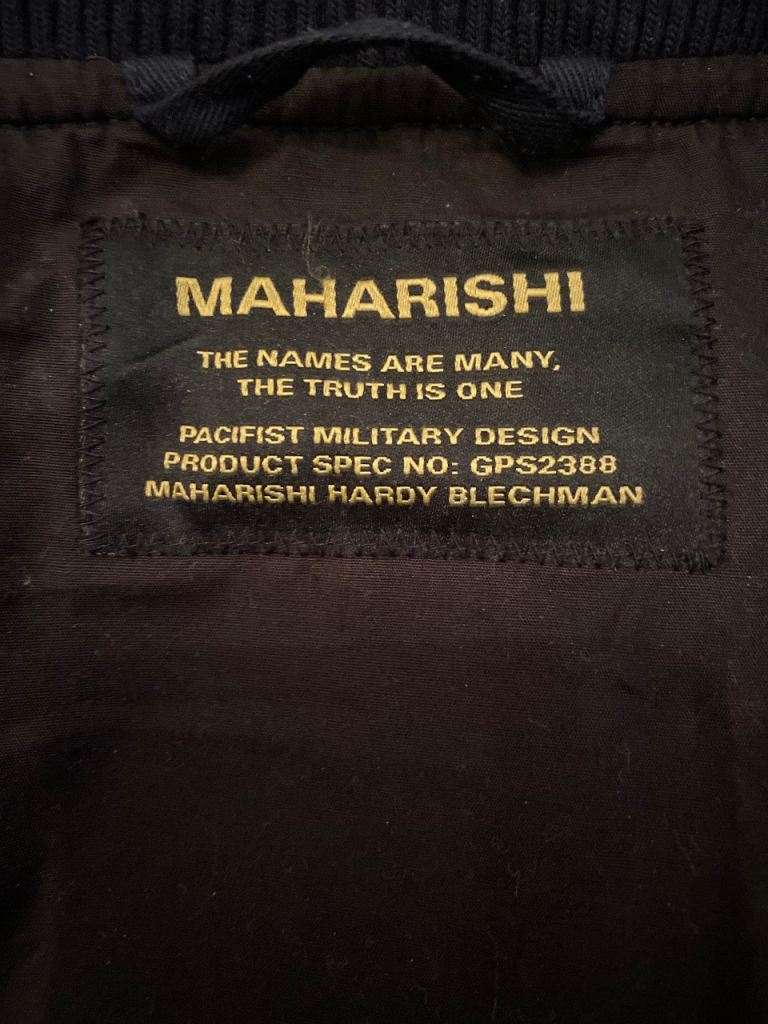 MAHARISHI
THE NAMES ARE MANY,
THE TRUTH IS ONE
PACIFIST MILITARY DESIGN
PRODUCT SPEC NO: GPS2388
MAHARISHI HARDY BLECHMAN